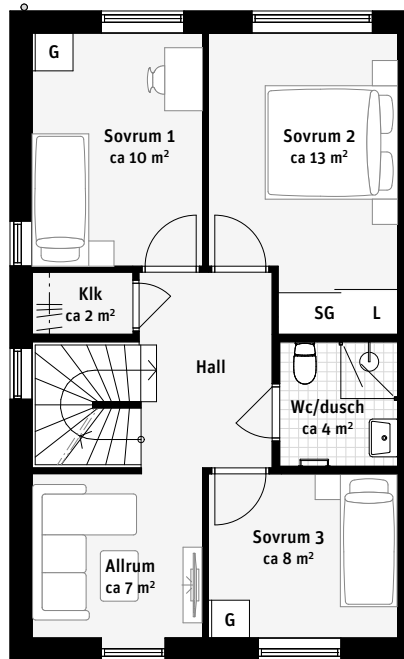 G
Sovrum 1
ca 10 m²
Sovrum 2
ca 13 m²
Klk
ca 2 m²
SG
L
Hall
Wc/dusch
ca 4 m²
Allrum
ca 7 m²
Sovrum 3
ca 8 m²
G